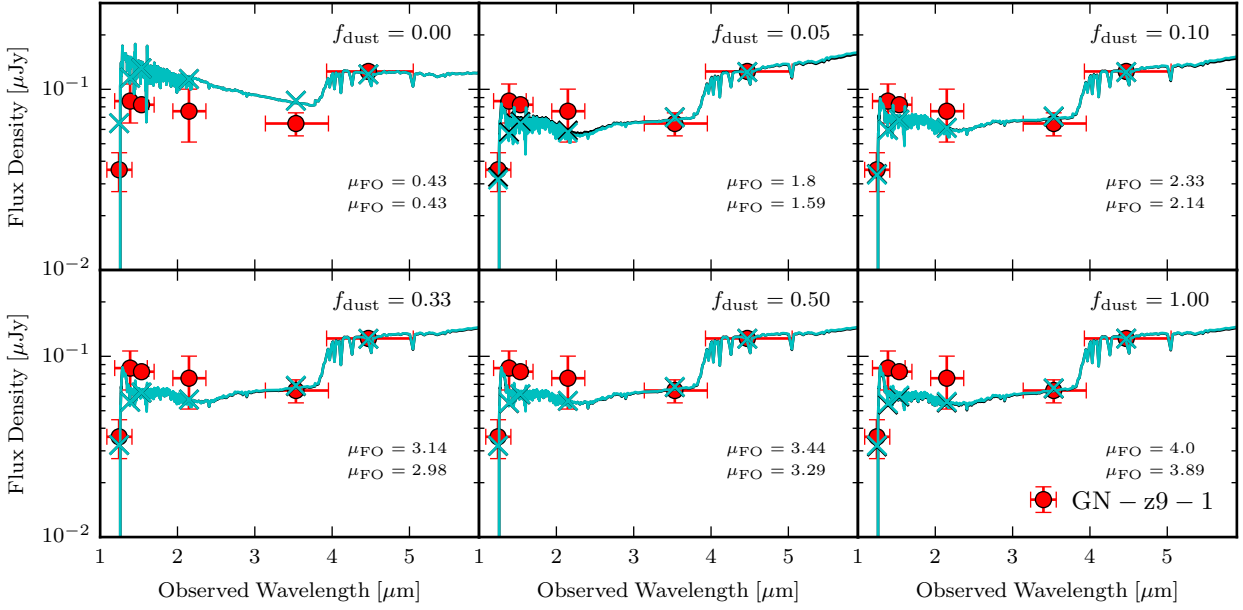 f_dust = 0.00
f_dust = 0.05
f_dust = 0.10
10^−1
Flux Density [μJy]
μ_FO = 0.43
μ_FO = 0.43
μ_FO = 1.8
μ_FO = 1.59
μ_FO = 2.33
μ_FO = 2.14
10^−2
f_dust = 0.33
f_dust = 0.50
f_dust = 1.00
10^−1
Flux Density [μJy]
μ_FO = 3.14
μ_FO = 2.98
μ_FO = 3.44
μ_FO = 3.29
μ_FO = 4.0
μ_FO = 3.89
GN − z9 − 1
10^−2
1 2 3 4 5 1 2 3 4 5 1 2 3 4 5
Observed Wavelength [μm] Observed Wavelength [μm] Observed Wavelength [μm]